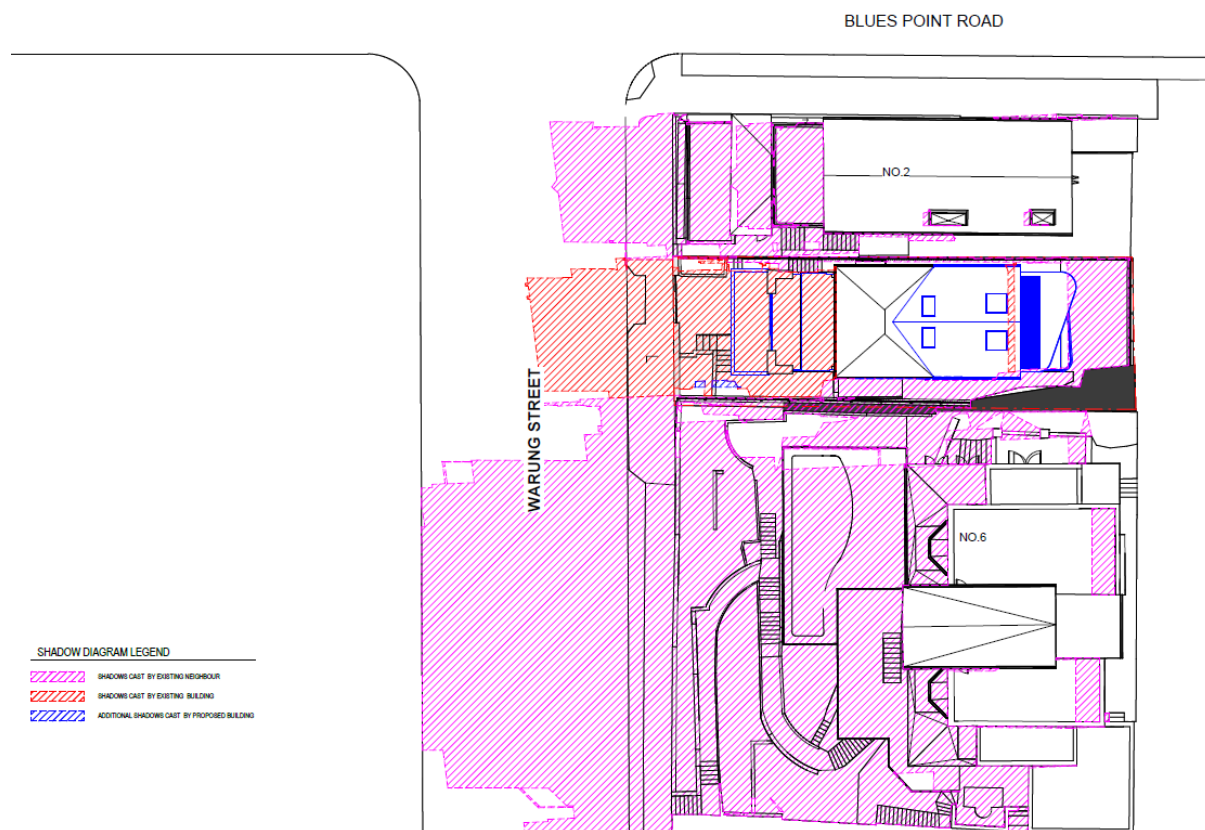 BLUES POINT ROAD
NO.2
WARUNG STREET
NO.6
SHADOW DIAGRAM LEGEND
SHADOWS CAST BY EXISTING NEIGHBOUR
SHADOWS CAST BY EXISTING BUILDING
ADDITIONAL SHADOWS CAST BY PROPOSED BUILDING